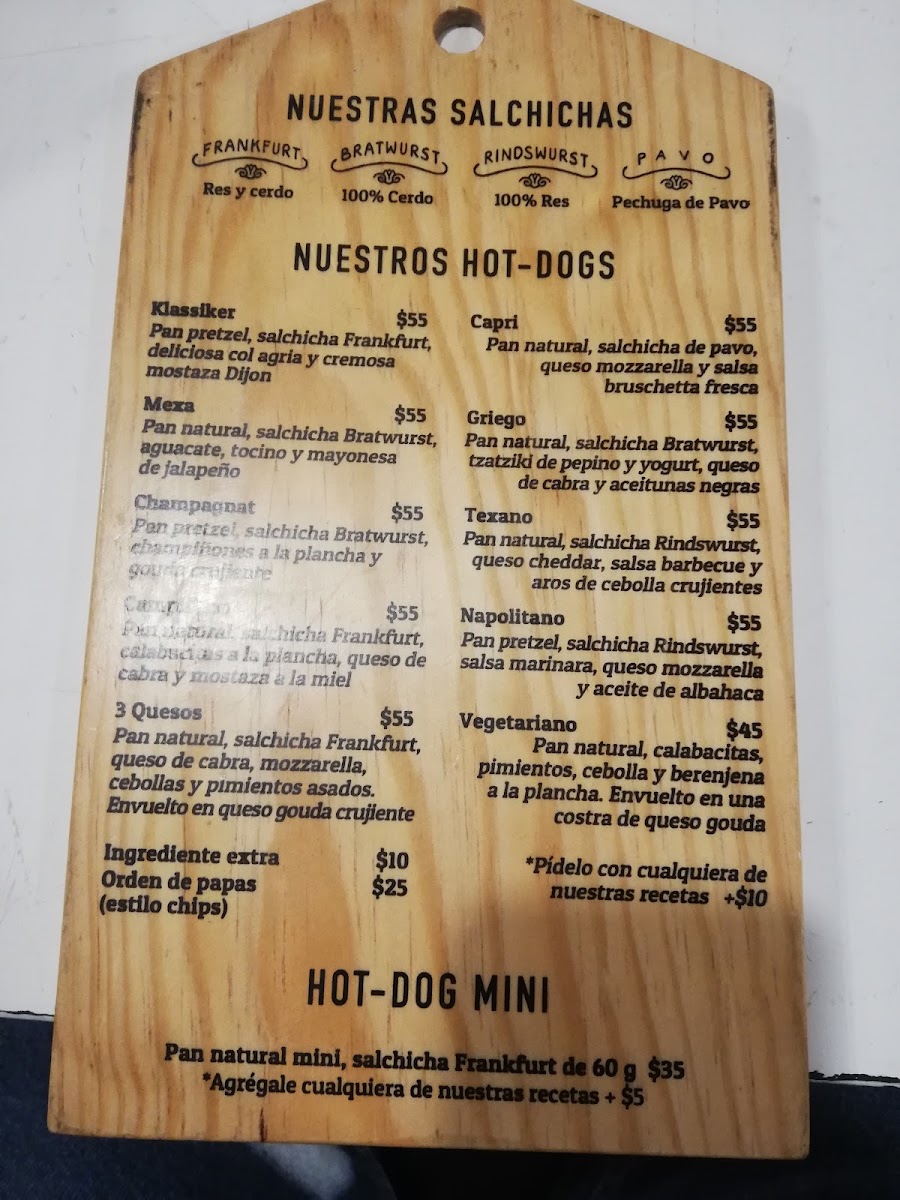 NUESTRAS SALCHICHAS
FRANKFURT
Res y cerdo
BRATWURST
100% Cerdo
RINDSWURST
100% Res
PAVO
Pechuga de Pavo
NUESTROS HOT-DOGS
Klassiker $55
Pan pretzel, salchicha Frankfurt,
deliciosa col agria y cremosa
mostaza Dijon
Mexa $55
Pan natural, salchicha Bratwurst,
aguacate, tocino y mayonesa
de jalapeño
Champagnat $55
Pan pretzel, salchicha Bratwurst,
champiñones a la plancha y
gouda crujiente
$55
Pan natural, salchicha Frankfurt,
calabacitas a la plancha, queso de
cabra y mostaza a la miel
3 Quesos $55
Pan natural, salchicha Frankfurt,
queso de cabra, mozzarella,
cebollas y pimientos asados.
Envuelto en queso gouda crujiente
Ingrediente extra $10
Orden de papas $25
(estilo chips)
Capri $55
Pan natural, salchicha de pavo,
queso mozzarella y salsa
bruschetta fresca
Griego $55
Pan natural, salchicha Bratwurst,
tzatziki de pepino y yogurt, queso
de cabra y aceitunas negras
Texano $55
Pan natural, salchicha Rindswurst,
queso cheddar, salsa barbecue y
aros de cebolla crujientes
Napolitano $55
Pan pretzel, salchicha Rindswurst,
salsa marinara, queso mozzarella
y aceite de albahaca
Vegetariano $45
Pan natural, calabacitas,
pimientos, cebolla y berenjena
a la plancha. Envuelto en una
costra de queso gouda
*Pídelo con cualquiera de
nuestras recetas +$10
HOT-DOG MINI
Pan natural mini, salchicha Frankfurt de 60 g $35
*Agrégale cualquiera de nuestras recetas + $5